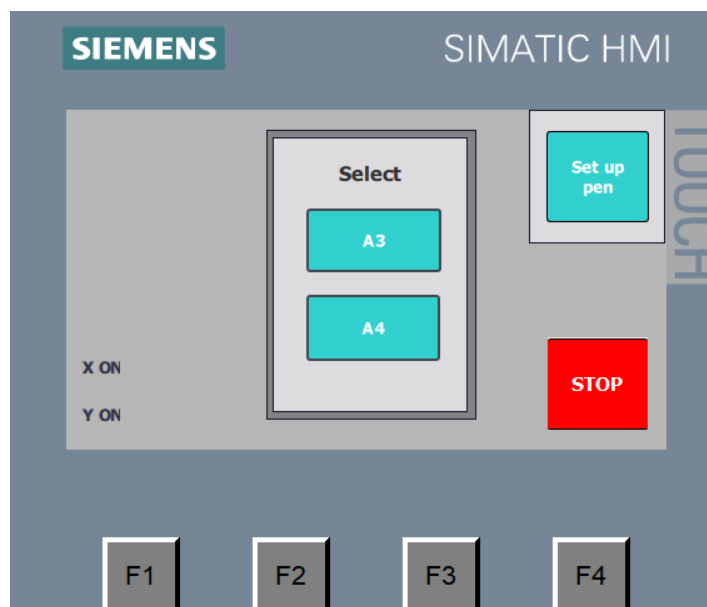 SIEMENS
SIMATIC HMI
TOUCH
Select
Set up
pen
A3
A4
X ON
Y ON
STOP
F1
F2
F3
F4